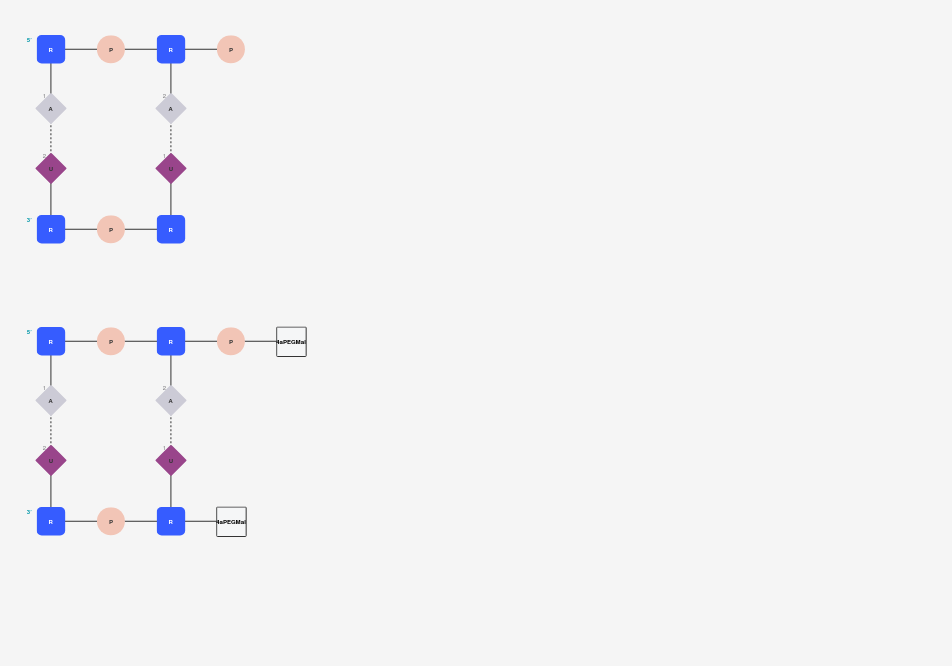 5'
R P R P
1 2
A A
2 1
U U
3'
R P R
5'
R P R P 4aPEGMal
1 2
A A
2 1
U U
3'
R P R 4aPEGMal